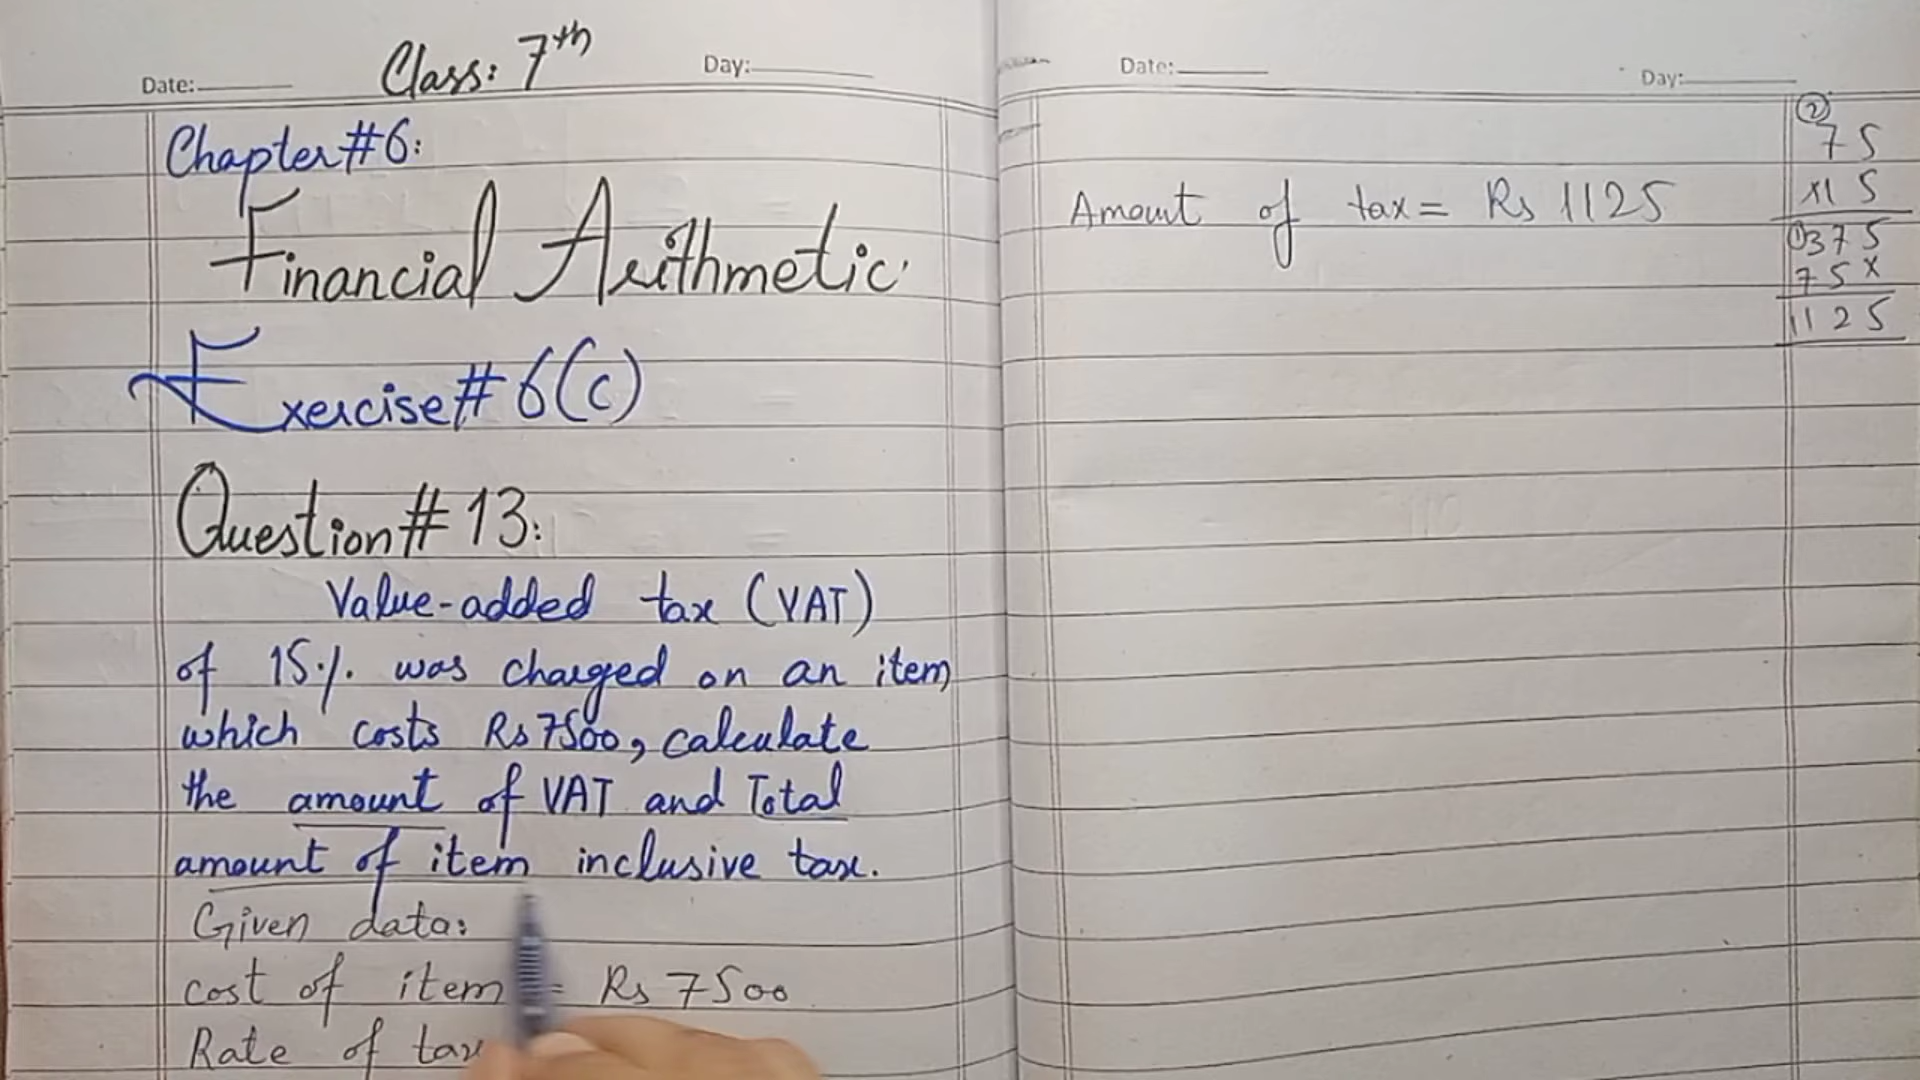 Date:
Class: 7th
Day:
Chapter#6:
Financial Arithmetic
Exercise# 6(c)
Question# 13:
Value-added tax (VAT)
of 15%. was charged on an item
which costs Rs 7500, calculate
the amount of VAT and Total
amount of item inclusive tax.
Given data:
cost of item = Rs 7500
Rate of tax
Date:
Day:
Amount of tax = Rs 1125
2
75
x15
1375
75x
1125